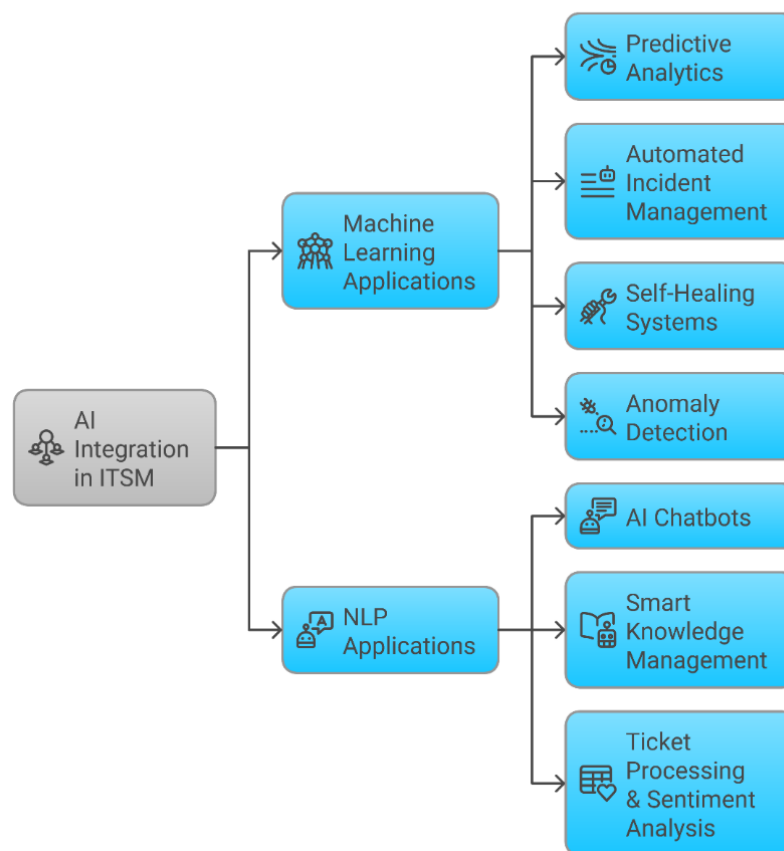 Predictive
Analytics
Automated
Incident
Management
Machine
Learning
Applications
Self-Healing
Systems
AI
Integration
in ITSM
Anomaly
Detection
AI Chatbots
NLP
Applications
Smart
Knowledge
Management
Ticket
Processing
& Sentiment
Analysis